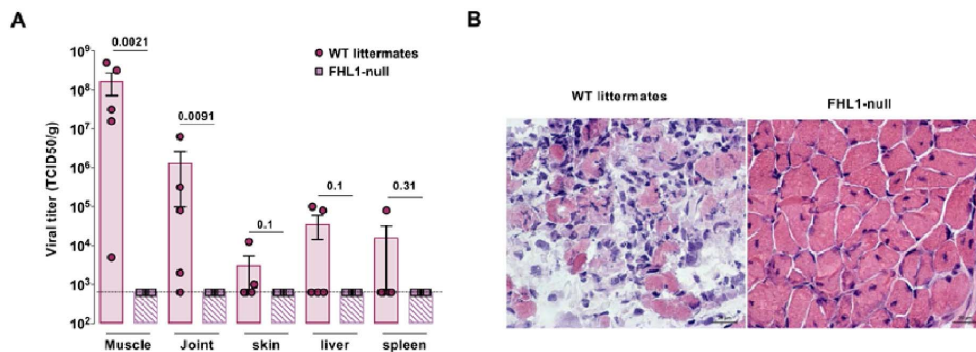 A
B
0.0021
0.0091
0.1
0.1
0.31
WT littermates
FHL1-null
Viral titer (TCID50/g)
10⁹
10⁸
10⁷
10⁶
10⁵
10⁴
10³
10²
Muscle
Joint
skin
liver
spleen
WT littermates
FHL1-null